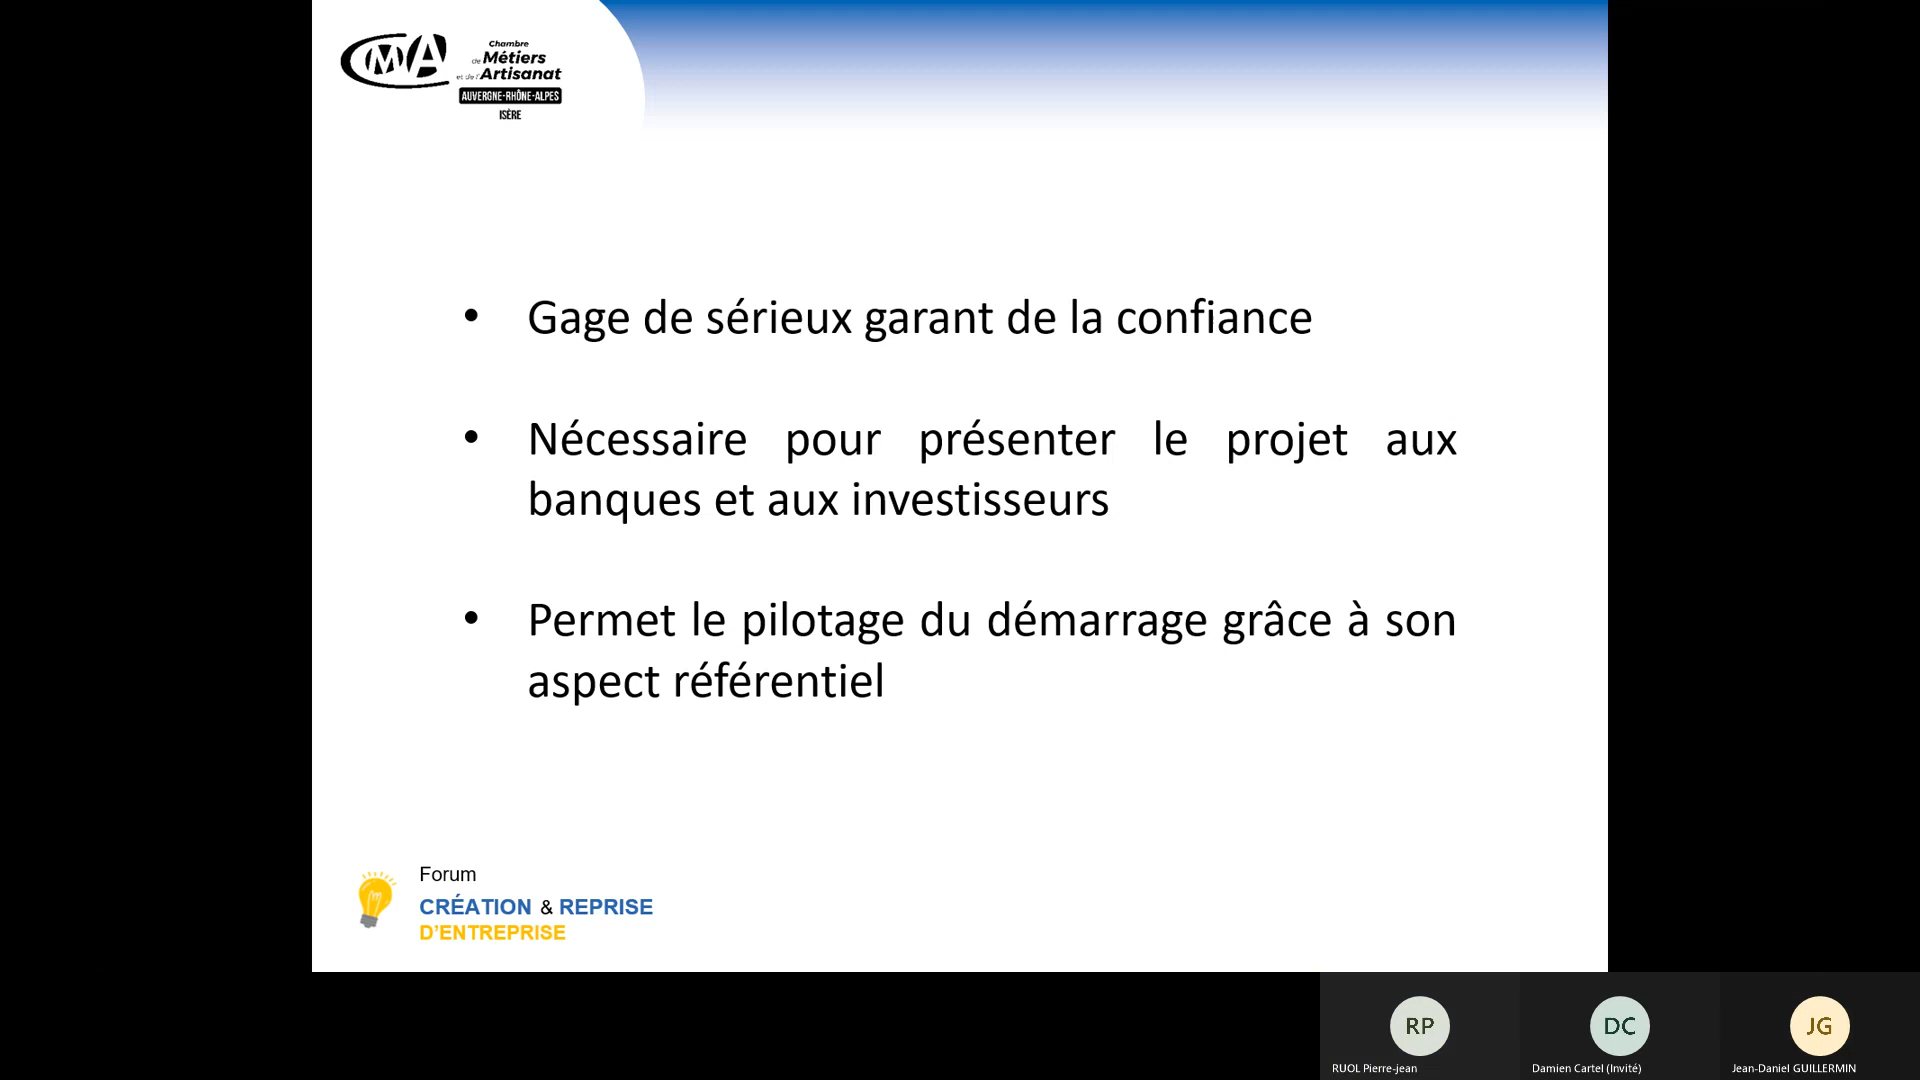 CMA
Chambre
de Métiers
et de l'Artisanat
AUVERGNE-RHÔNE-ALPES
ISÈRE
• Gage de sérieux garant de la confiance
• Nécessaire pour présenter le projet aux
banques et aux investisseurs
• Permet le pilotage du démarrage grâce à son
aspect référentiel
Forum
CRÉATION & REPRISE
D'ENTREPRISE
RP
DC
JG
RUOL Pierre-jean
Damien Cartel (Invité)
Jean-Daniel GUILLERMIN